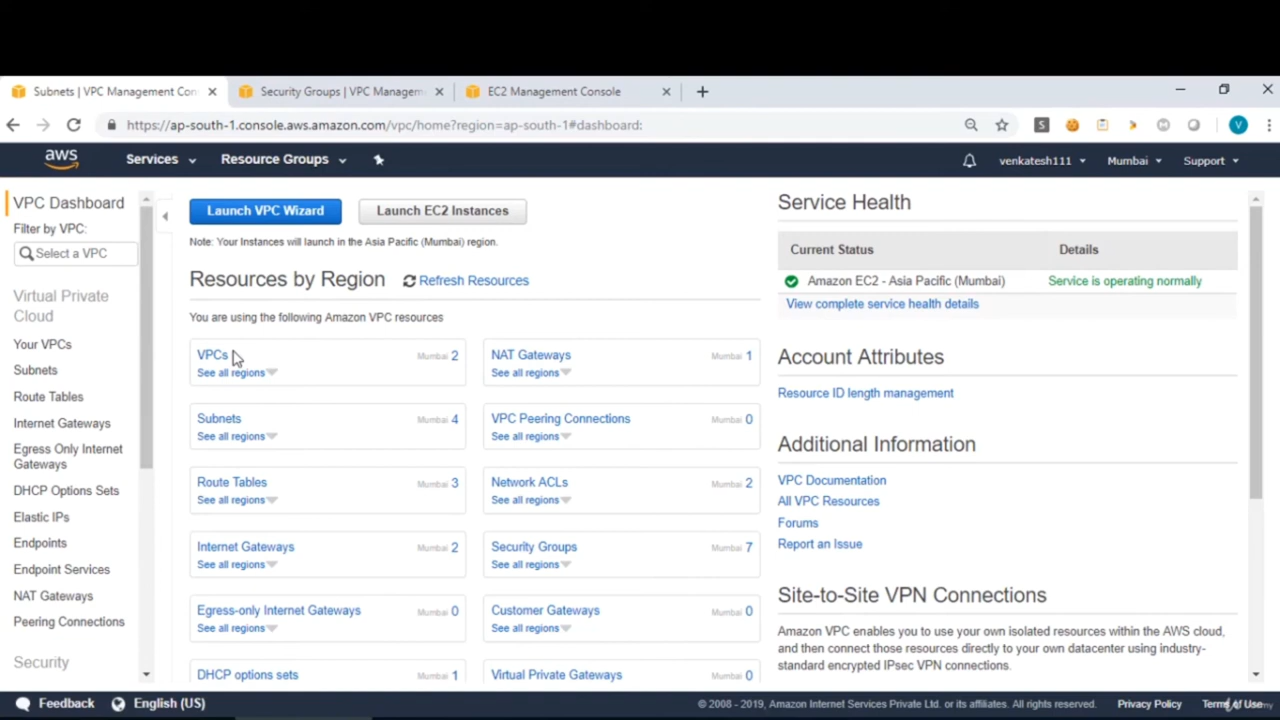 Subnets | VPC Management Con
Security Groups | VPC Managem
EC2 Management Console
https://ap-south-1.console.aws.amazon.com/vpc/home?region=ap-south-1#dashboard:
S
V
aws
Services
Resource Groups
venkatesh111
Mumbai
Support
VPC Dashboard
Filter by VPC:
Select a VPC
Virtual Private
Cloud
Your VPCs
Subnets
Route Tables
Internet Gateways
Egress Only Internet
Gateways
DHCP Options Sets
Elastic IPs
Endpoints
Endpoint Services
NAT Gateways
Peering Connections
Security
Launch VPC Wizard
Launch EC2 Instances
Note: Your Instances will launch in the Asia Pacific (Mumbai) region.
Resources by Region
Refresh Resources
You are using the following Amazon VPC resources
VPCs
Mumbai 2
See all regions
NAT Gateways
Mumbai 1
See all regions
Subnets
Mumbai 4
See all regions
VPC Peering Connections
Mumbai 0
See all regions
Route Tables
Mumbai 3
See all regions
Network ACLs
Mumbai 2
See all regions
Internet Gateways
Mumbai 2
See all regions
Security Groups
Mumbai 7
See all regions
Egress-only Internet Gateways
Mumbai 0
See all regions
Customer Gateways
Mumbai 0
See all regions
DHCP options sets
Mumbai 1
Virtual Private Gateways
Mumbai 0
Service Health
Current Status
Details
Amazon EC2 - Asia Pacific (Mumbai)
Service is operating normally
View complete service health details
Account Attributes
Resource ID length management
Additional Information
VPC Documentation
All VPC Resources
Forums
Report an Issue
Site-to-Site VPN Connections
Amazon VPC enables you to use your own isolated resources within the AWS cloud,
and then connect those resources directly to your own datacenter using industry-
standard encrypted IPsec VPN connections.
Feedback
English (US)
© 2008 - 2019, Amazon Internet Services Private Ltd. or its affiliates. All rights reserved.
Privacy Policy
Terms of Use